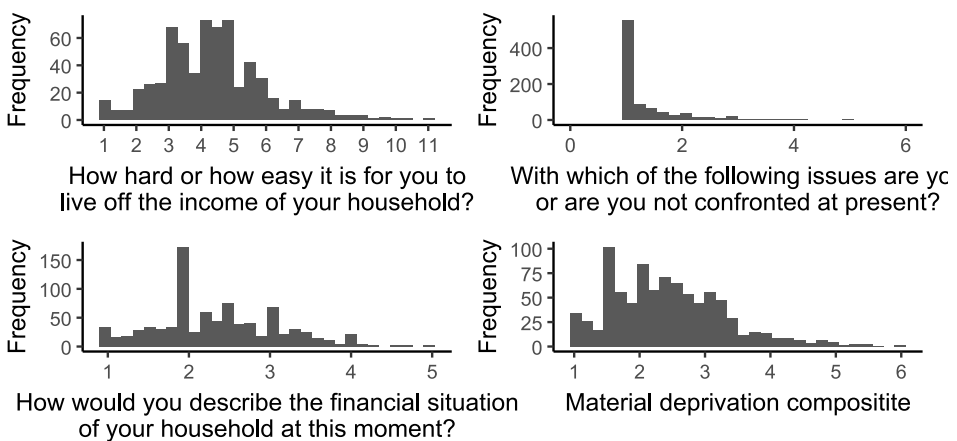 Frequency
60
40
20
0
1 2 3 4 5 6 7 8 9 10 11
How hard or how easy it is for you to
live off the income of your household?
Frequency
400
200
0
0 2 4 6
With which of the following issues are yo
or are you not confronted at present?
Frequency
150
100
50
0
1 2 3 4 5
How would you describe the financial situation
of your household at this moment?
Frequency
100
75
50
25
0
1 2 3 4 5 6
Material deprivation compositite